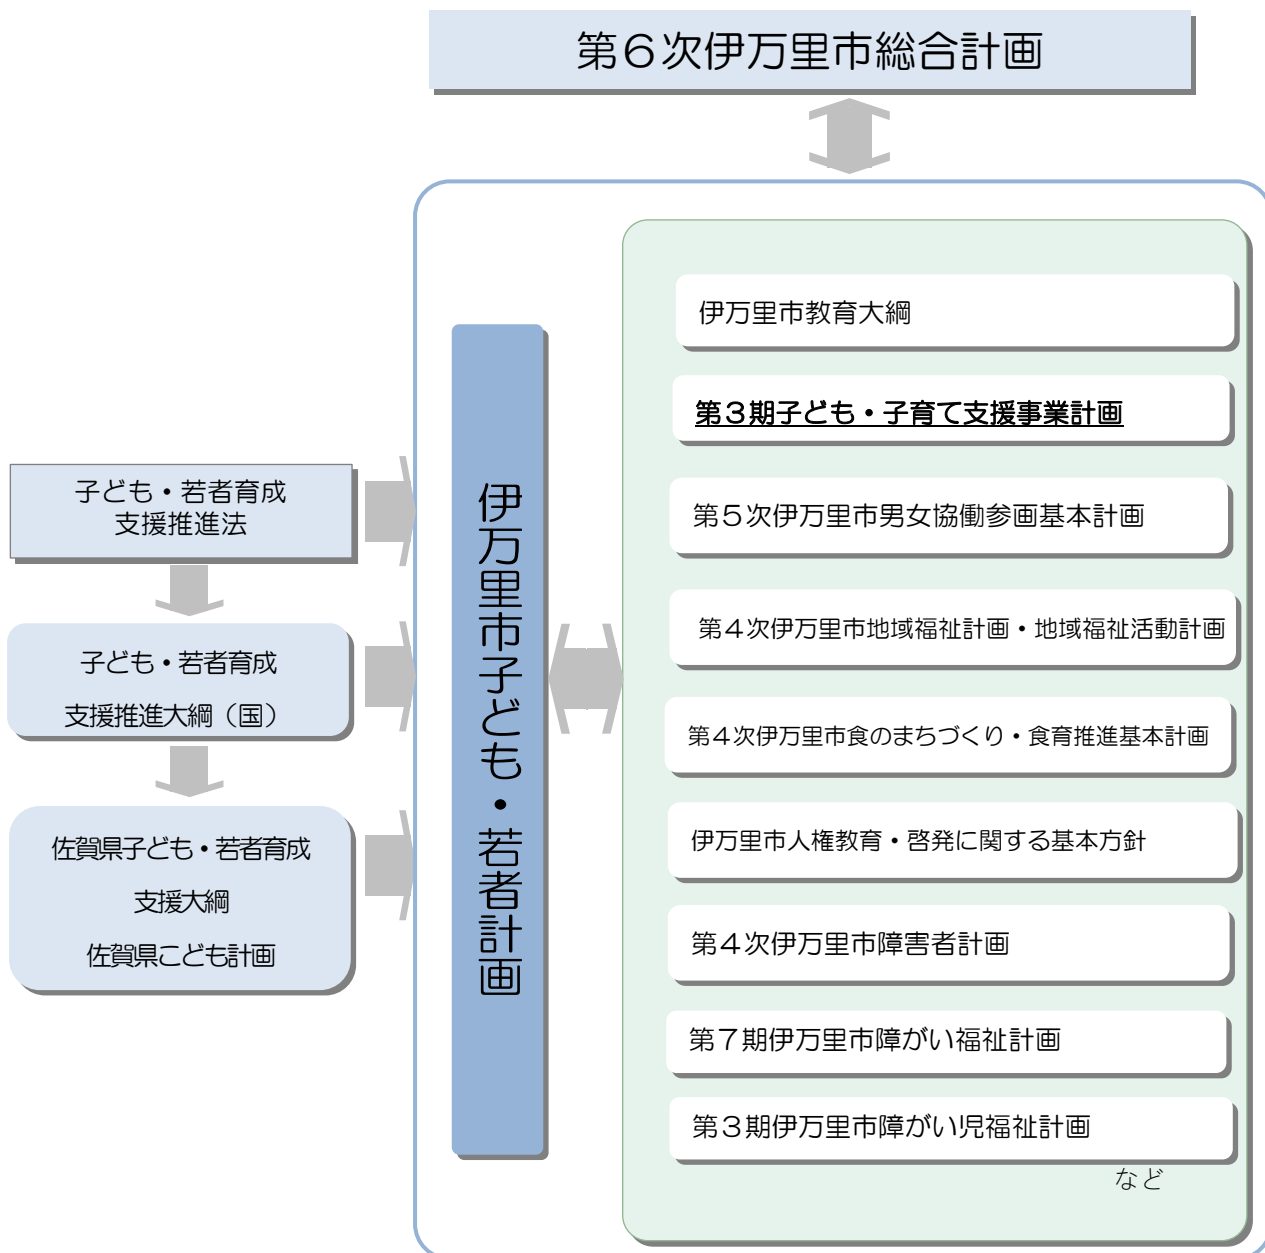 第６次伊万里市総合計画
子ども・若者育成
支援推進法
子ども・若者育成
支援推進大綱（国）
佐賀県子ども・若者育成
支援大綱
佐賀県こども計画
伊万里市子ども・若者計画
伊万里市教育大綱
第３期子ども・子育て支援事業計画
第５次伊万里市男女協働参画基本計画
第４次伊万里市地域福祉計画・地域福祉活動計画
第４次伊万里市食のまちづくり・食育推進基本計画
伊万里市人権教育・啓発に関する基本方針
第４次伊万里市障害者計画
第７期伊万里市障がい福祉計画
第３期伊万里市障がい児福祉計画
など